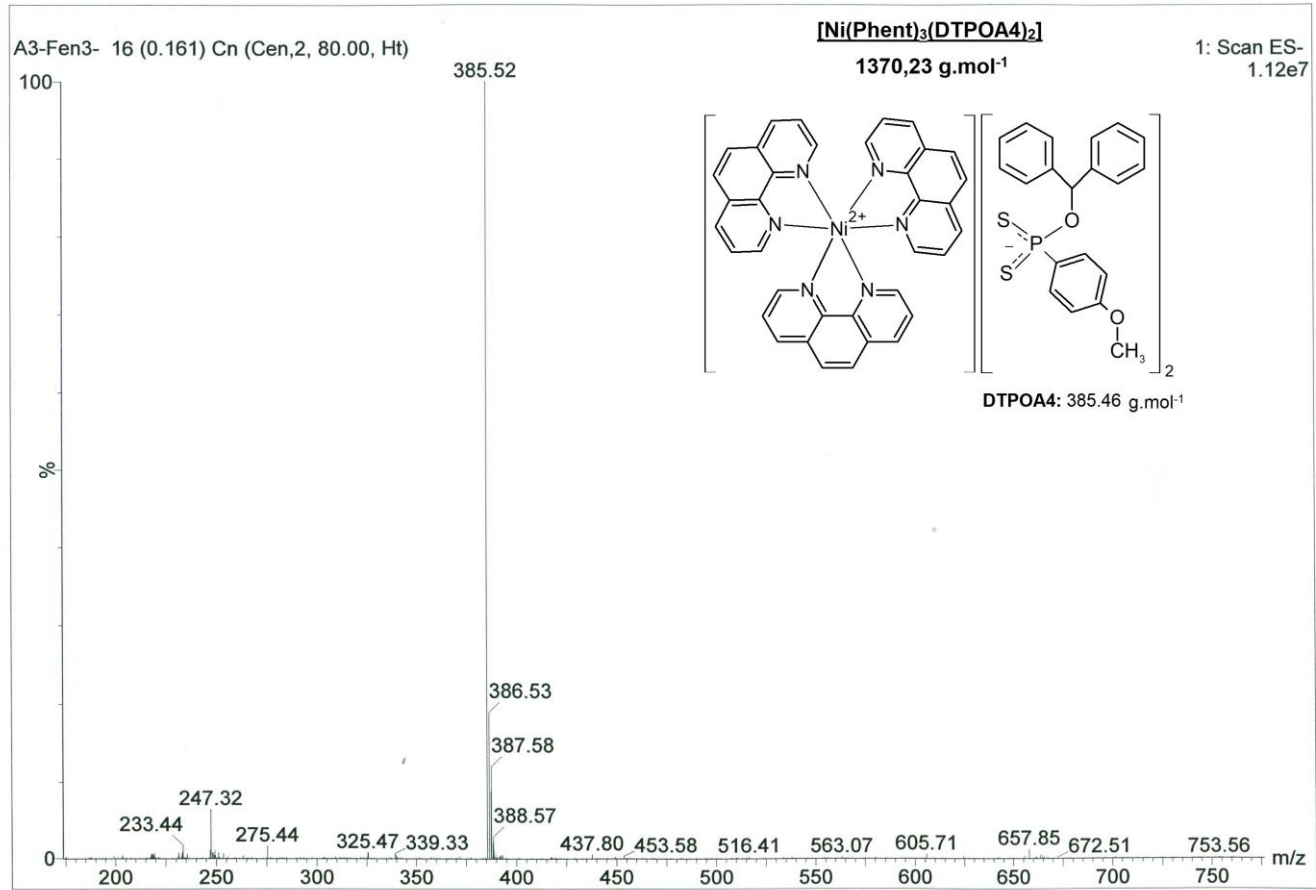 A3-Fen3- 16 (0.161) Cn (Cen,2, 80.00, Ht)
[Ni(Phent)₃(DTPOA4)₂]
1370,23 g.mol⁻¹
1: Scan ES-
1.12e7
100
%
0
385.52
386.53
387.58
388.57
247.32
233.44
275.44
325.47
339.33
437.80
453.58
516.41
563.07
605.71
657.85
672.51
753.56
m/z
200
250
300
350
400
450
500
550
600
650
700
750
N
N
N
N
Ni²⁺
N
N
S
S
P
−
O
O
CH₃
2
DTPOA4: 385.46 g.mol⁻¹